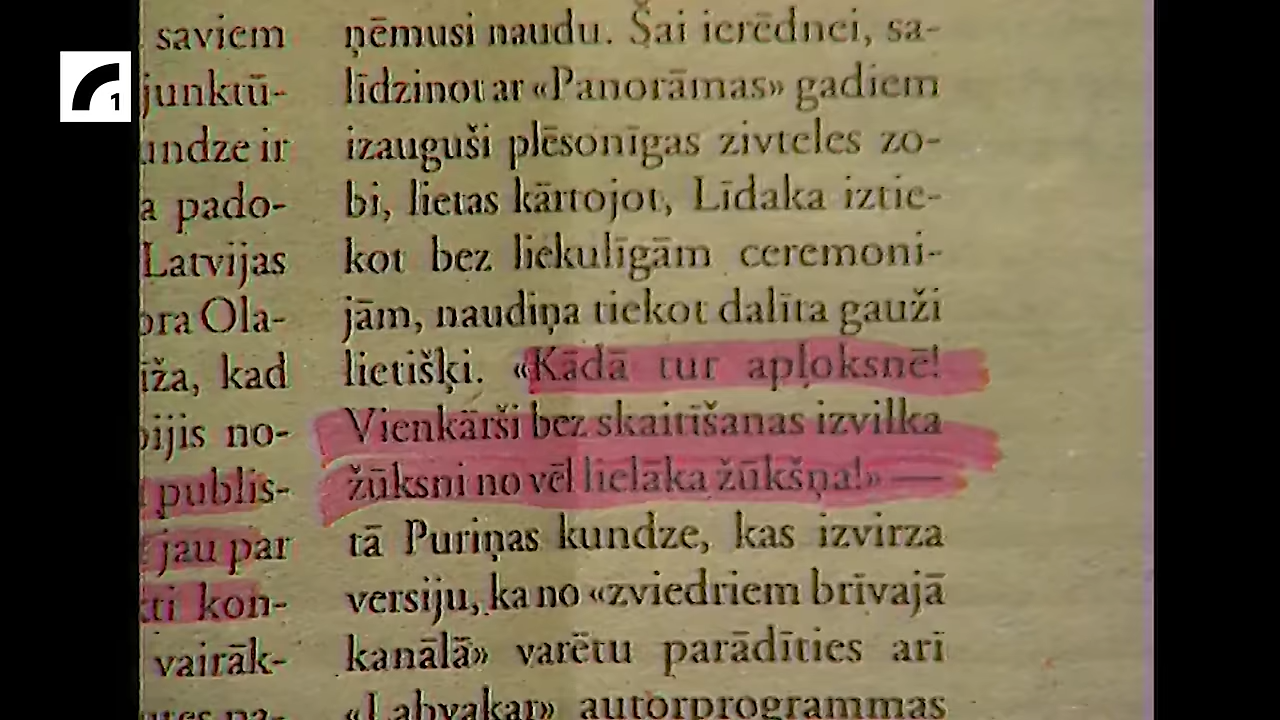 1
saviem
junktū-
undze ir
a pado-
Latvijas
ora Ola-
īža, kad
bijis no-
publis-
jau par
kti kon-
vairāk-
ņēmusi naudu. Šai ierēdnei, sa-
līdzinot ar «Panorāmas» gadiem
izauguši plēsonīgas zivteles zo-
bi, lietas kārtojot, Līdaka iztie-
kot bez liekulīgām ceremoni-
jām, naudiņa tiekot dalīta gauži
lietišķi. «Kādā tur aploksnē!
Vienkārši bez skaitīšanas izvilka
žūksni no vēl lielāka žūkšņa!» —
tā Puriņas kundze, kas izvirza
versiju, ka no «zviedriem brīvajā
kanālā» varētu parādīties arī
«Labvakar» autorprogrammas